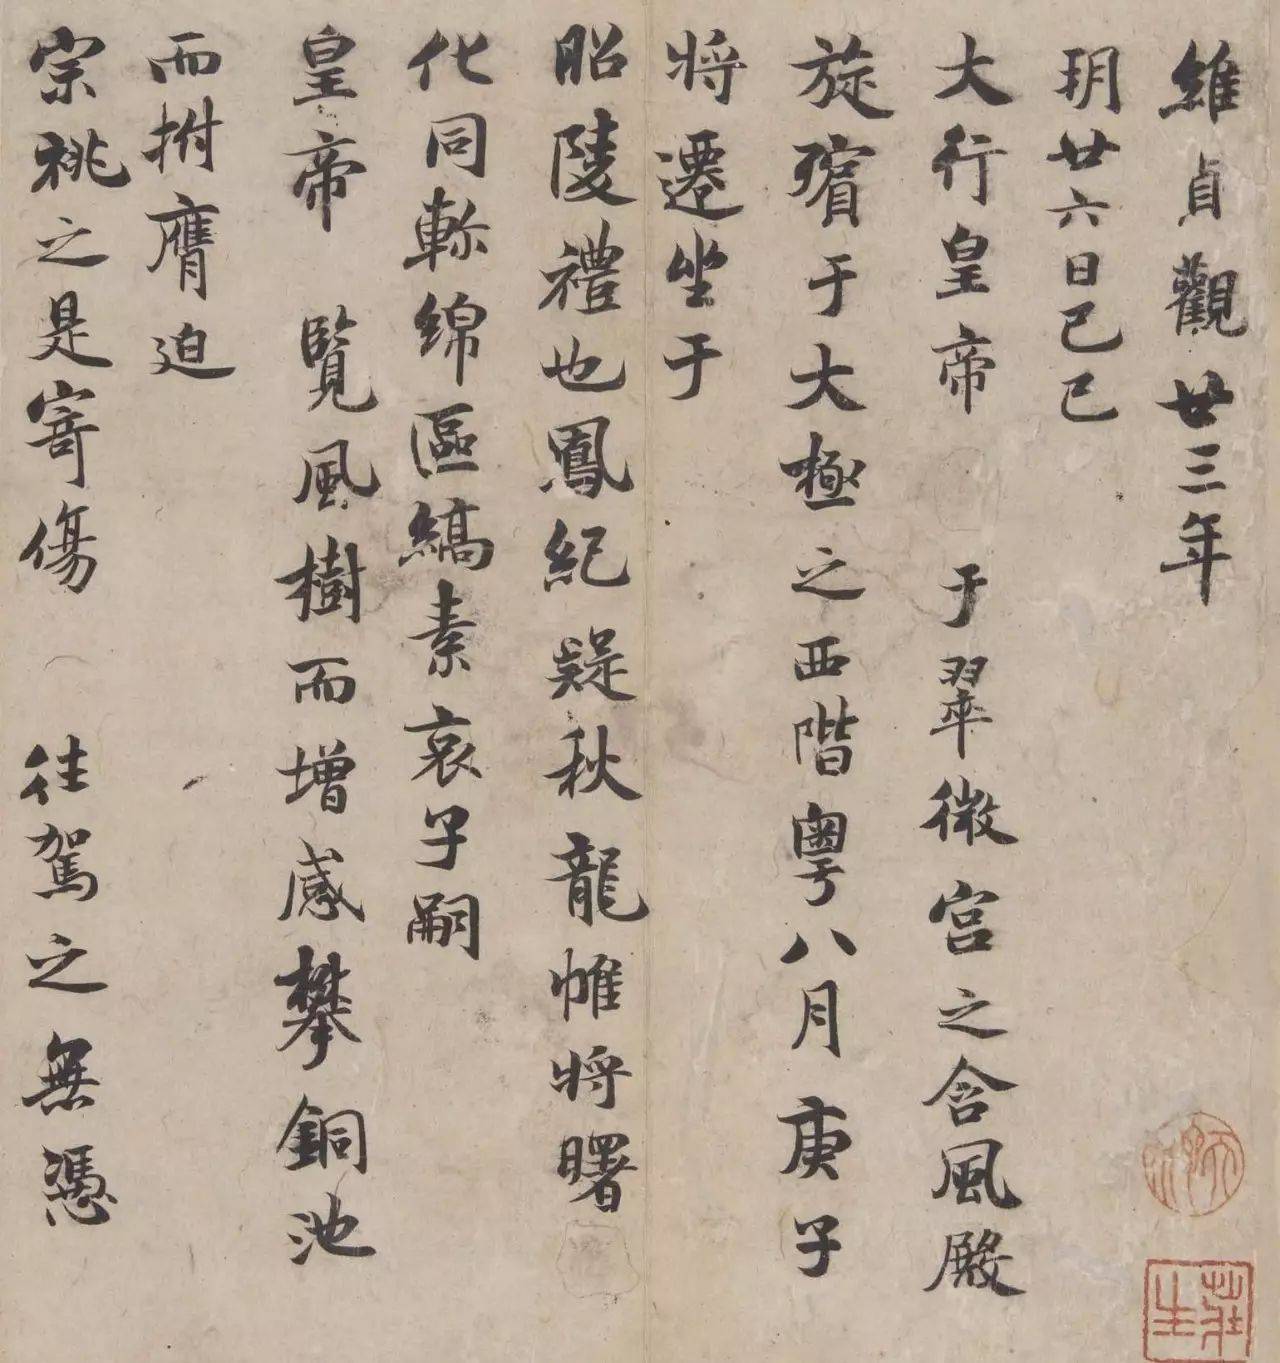 維貞觀廿三年
玥廿六日己巳
大行皇帝 于翠微宮之含風殿
旋殯于大極之西階粵八月庚子
將遷坐于
昭陵禮也鳳紀疑秋龍帷將曙
化同軫綿區縞素哀子嗣
皇帝 覽風樹而增感攀銅池
而拊膺迫
宗祧之是寄傷 往駕之無憑
莊生